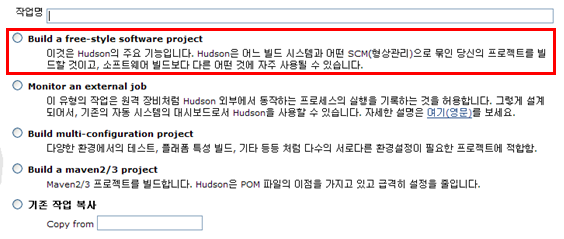 작업명
Build a free-style software project
이것은 Hudson의 주요 기능입니다. Hudson은 어느 빌드 시스템과 어떤 SCM(형상관리)으로 묶인 당신의 프로젝트를 빌
드할 것이고, 소프트웨어 빌드보다 다른 어떤 것에 자주 사용될 수 있습니다.
Monitor an external job
이 유형의 작업은 원격 장비처럼 Hudson 외부에서 동작하는 프로세스의 실행을 기록하는 것을 허용합니다. 그렇게 설계
되어서, 기존의 자동 시스템의 대시보드로서 Hudson을 사용할 수 있습니다. 자세한 설명은 여기(영문)를 보세요.
Build multi-configuration project
다양한 환경에서의 테스트, 플래폼 특성 빌드, 기타 등등 처럼 다수의 서로다른 환경설정이 필요한 프로젝트에 적합함.
Build a maven2/3 project
Maven2/3 프로젝트를 빌드합니다. Hudson은 POM 파일의 이점을 가지고 있고 급격히 설정을 줄입니다.
기존 작업 복사
Copy from